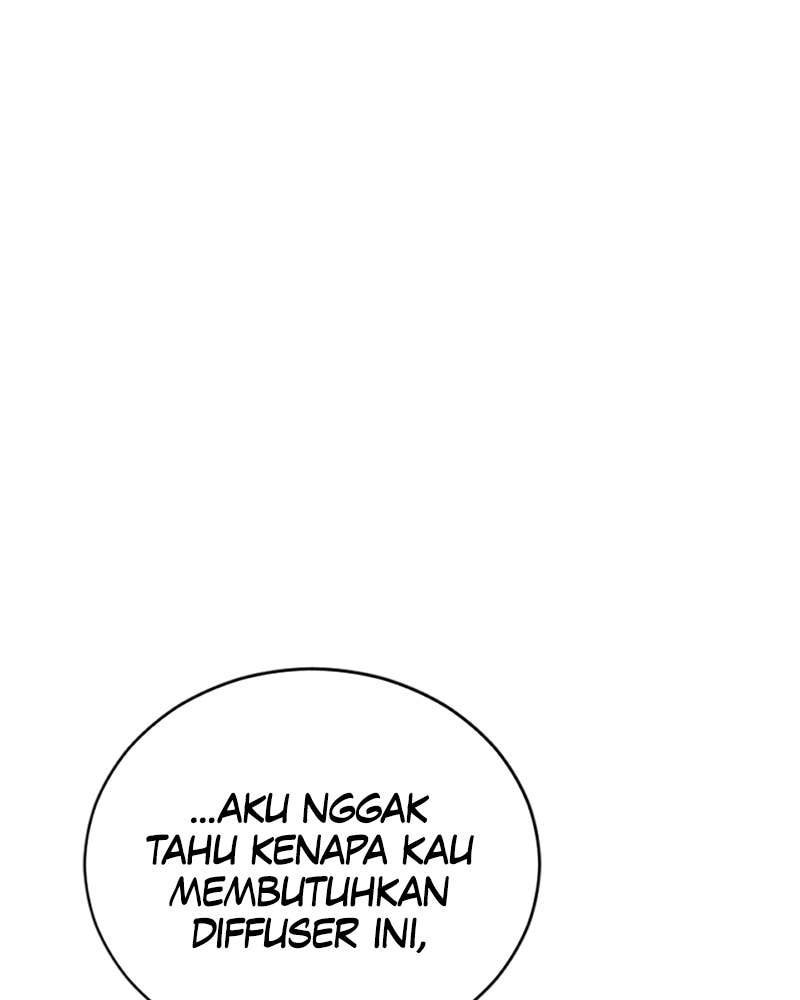 ...AKU NGGAK
TAHU KENAPA KAU
MEMBUTUHKAN
DIFFUSER INI,